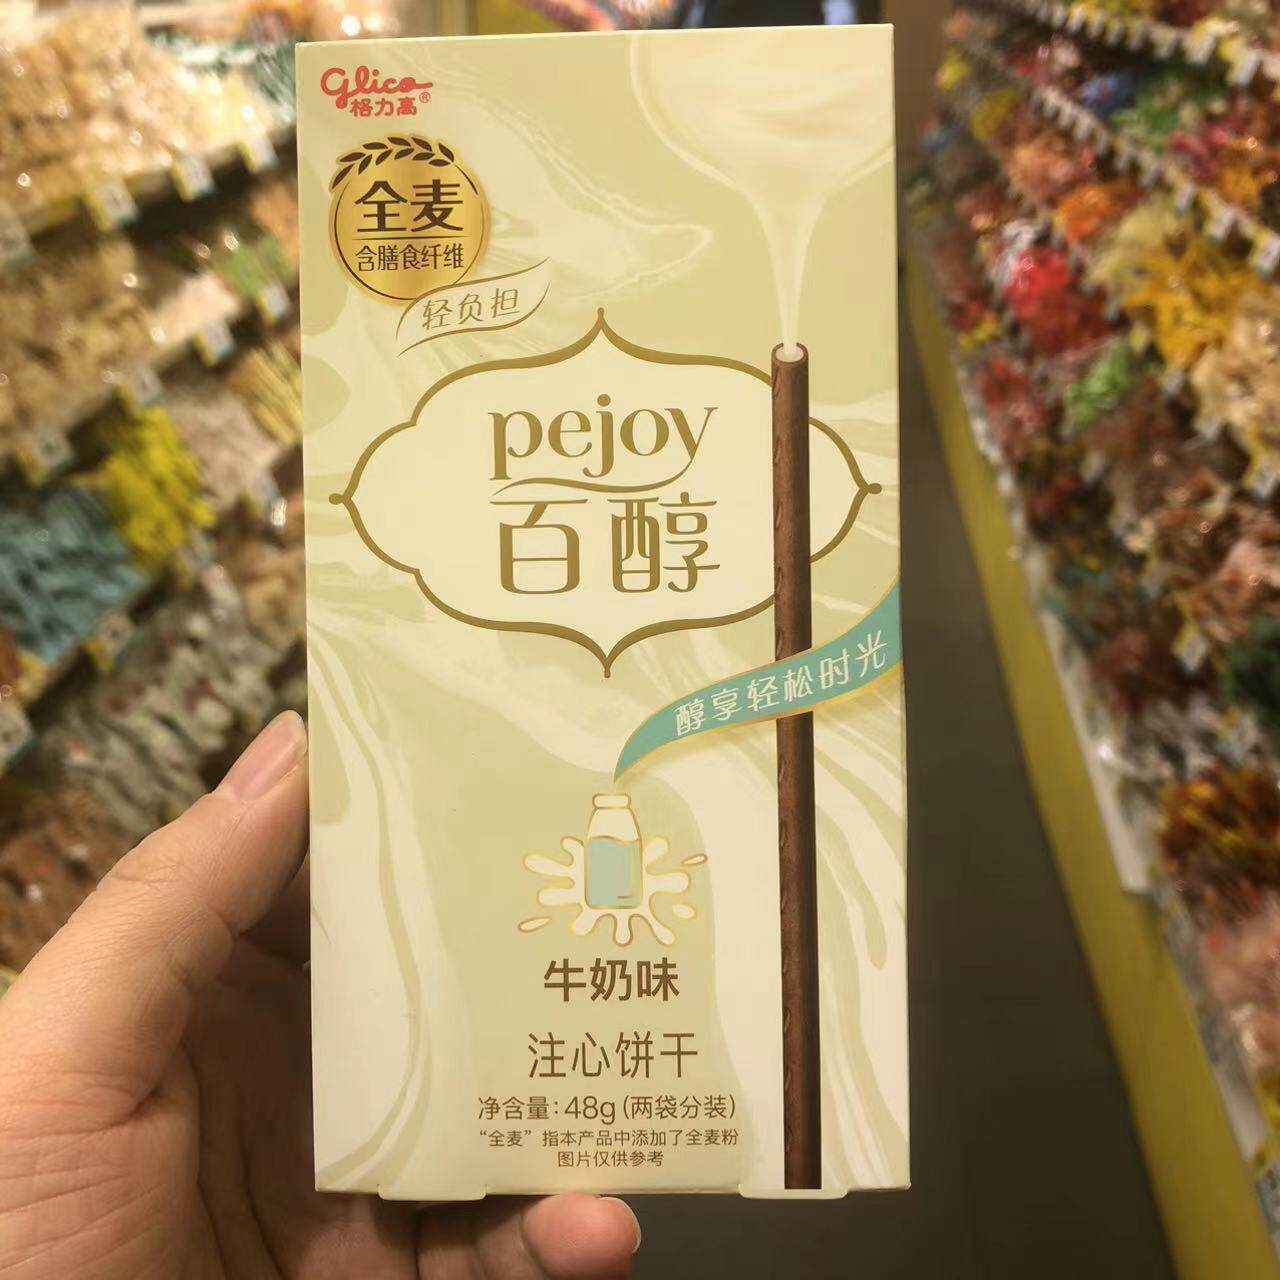 Glico
格力高®
全麦
含膳食纤维
轻负担
pejoy
百醇
醇享轻松时光
牛奶味
注心饼干
净含量:48g(两袋分装)
“全麦”指本产品中添加了全麦粉
图片仅供参考